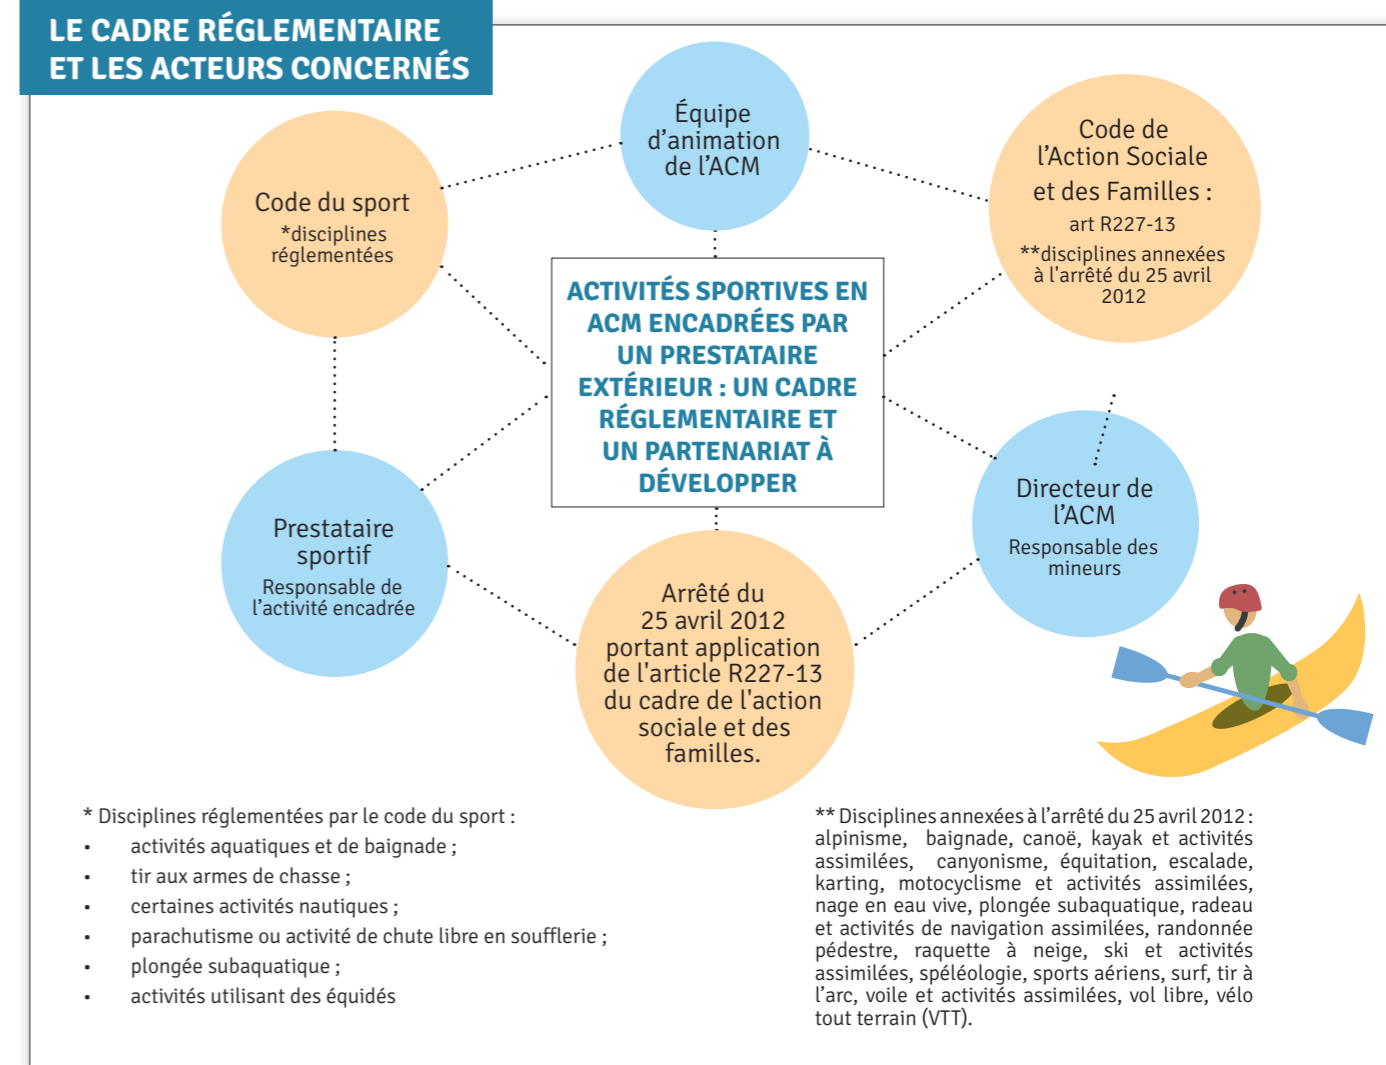 LE CADRE RÉGLEMENTAIRE
ET LES ACTEURS CONCERNÉS
Équipe
d’animation
de l’ACM
Code du sport
*disciplines
réglementées
Code de
l’Action Sociale
et des Familles :
art R227-13
**disciplines annexées
à l'arrêté du 25 avril
2012
ACTIVITÉS SPORTIVES EN
ACM ENCADRÉES PAR
UN PRESTATAIRE
EXTÉRIEUR : UN CADRE
RÉGLEMENTAIRE ET
UN PARTENARIAT À
DÉVELOPPER
Prestataire
sportif
Responsable de
l’activité encadrée
Directeur de
l’ACM
Responsable des
mineurs
Arrêté du
25 avril 2012
portant application
de l'article R227-13
du cadre de l'action
sociale et des
familles.
* Disciplines réglementées par le code du sport :
• activités aquatiques et de baignade ;
• tir aux armes de chasse ;
• certaines activités nautiques ;
• parachutisme ou activité de chute libre en soufflerie ;
• plongée subaquatique ;
• activités utilisant des équidés
** Disciplines annexées à l’arrêté du 25 avril 2012 :
alpinisme, baignade, canoë, kayak et activités
assimilées, canyonisme, équitation, escalade,
karting, motocyclisme et activités assimilées,
nage en eau vive, plongée subaquatique, radeau
et activités de navigation assimilées, randonnée
pédestre, raquette à neige, ski et activités
assimilées, spéléologie, sports aériens, surf, tir à
l’arc, voile et activités assimilées, vol libre, vélo
tout terrain (VTT).